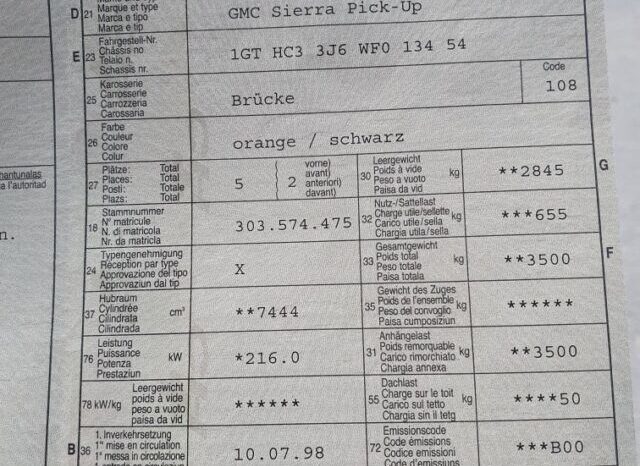 D 21 Marque et type
Marca e tipo
Marca e tip
GMC Sierra Pick-Up
E 23 Fahrgestell-Nr.
Châssis no
Telaio n.
Schassis nr.
1GT HC3 3J6 WF0 134 54
25 Karosserie
Carrosserie
Carrozzeria
Carossaria
Brücke
Code
108
26 Farbe
Couleur
Colore
Colur
orange / schwarz
27 Plätze: Total
Places: Total
Posti: Totale
Plazs: Total
5
2
vorne)
avant)
anteriori)
davant)
30 Leergewicht
Poids à vide
Peso a vuoto
Paisa da vid
kg
**2845
G
18 Stammnummer
N° matricule
N. di matricola
Nr. da matricla
303.574.475
32 Nutz-/Sattellast
Charge utile/sellette
Carico utile/sella
Chargia utila/sella
kg
***655
24 Typengenehmigung
Réception par type
Approvazione del tipo
Approvaziun dal tip
X
33 Gesamtgewicht
Poids total
Peso totale
Paisa totala
kg
**3500
F
37 Hubraum
Cylindrée
Cilindrata
Cilindrada
cm³
**7444
35 Gewicht des Zuges
Poids de l'ensemble
Peso del convoglio
Paisa cumposiziun
kg
******
76 Leistung
Puissance
Potenza
Prestaziun
kW
*216.0
31 Anhängelast
Poids remorquable
Carico rimorchiato
Chargia annexa
kg
**3500
78 kW/kg
Leergewicht
poids à vide
peso a vuoto
paisa da vid
******
55 Dachlast
Charge sur le toit
Carico sul tetto
Chargia sin il tetg
kg
****50
B 36 1. Inverkehrsetzung
1re mise en circulation
1a messa in circolazione
10.07.98
72 Emissionscode
Code émissions
Codice emissioni
Code d'emissiuns
***B00
n.